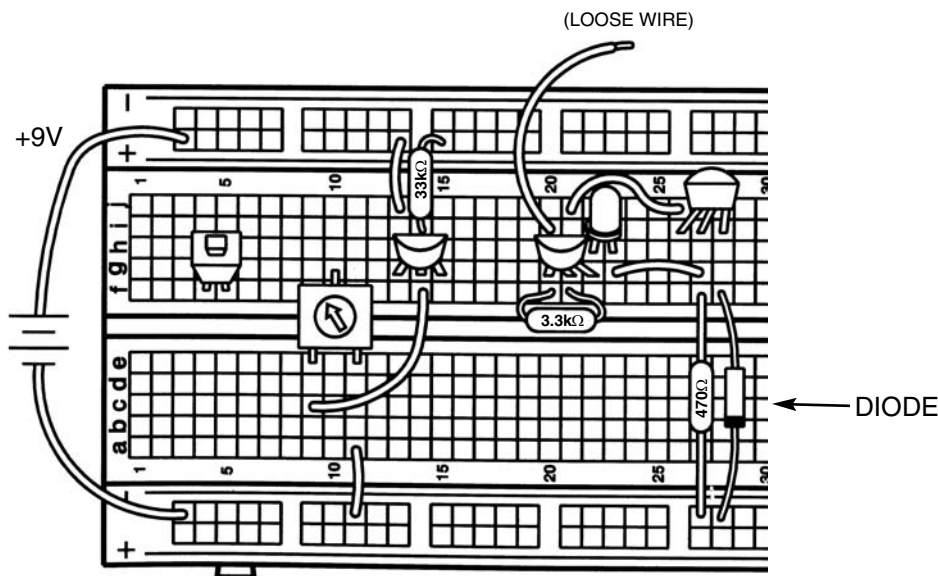 (LOOSE WIRE)
−
+9V
+
1 5 10 15 20 25 30
33kΩ
j
i
h
g
f
3.3kΩ
e
d
c
b
a
470Ω
DIODE
1 5 10 15 20 25 30
−
+